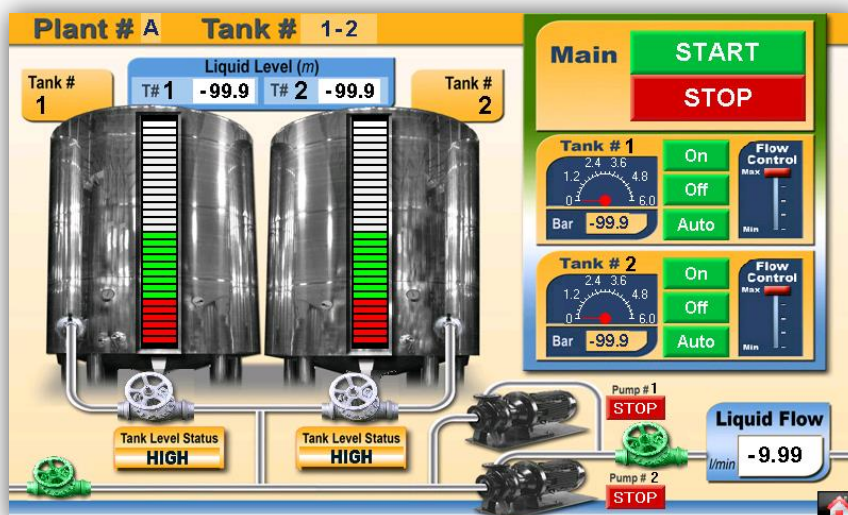 Plant # A Tank # 1-2
Liquid Level (m)
T# 1 -99.9 T# 2 -99.9
Tank #
1
Tank #
2
Main
START
STOP
Tank # 1
0 1.2 2.4 3.6 4.8 6.0
Bar -99.9
On
Off
Auto
Flow
Control
Max
Min
Tank # 2
0 1.2 2.4 3.6 4.8 6.0
Bar -99.9
On
Off
Auto
Flow
Control
Max
Min
Tank Level Status
HIGH
Tank Level Status
HIGH
Pump # 1
STOP
Pump # 2
STOP
Liquid Flow
l/min -9.99